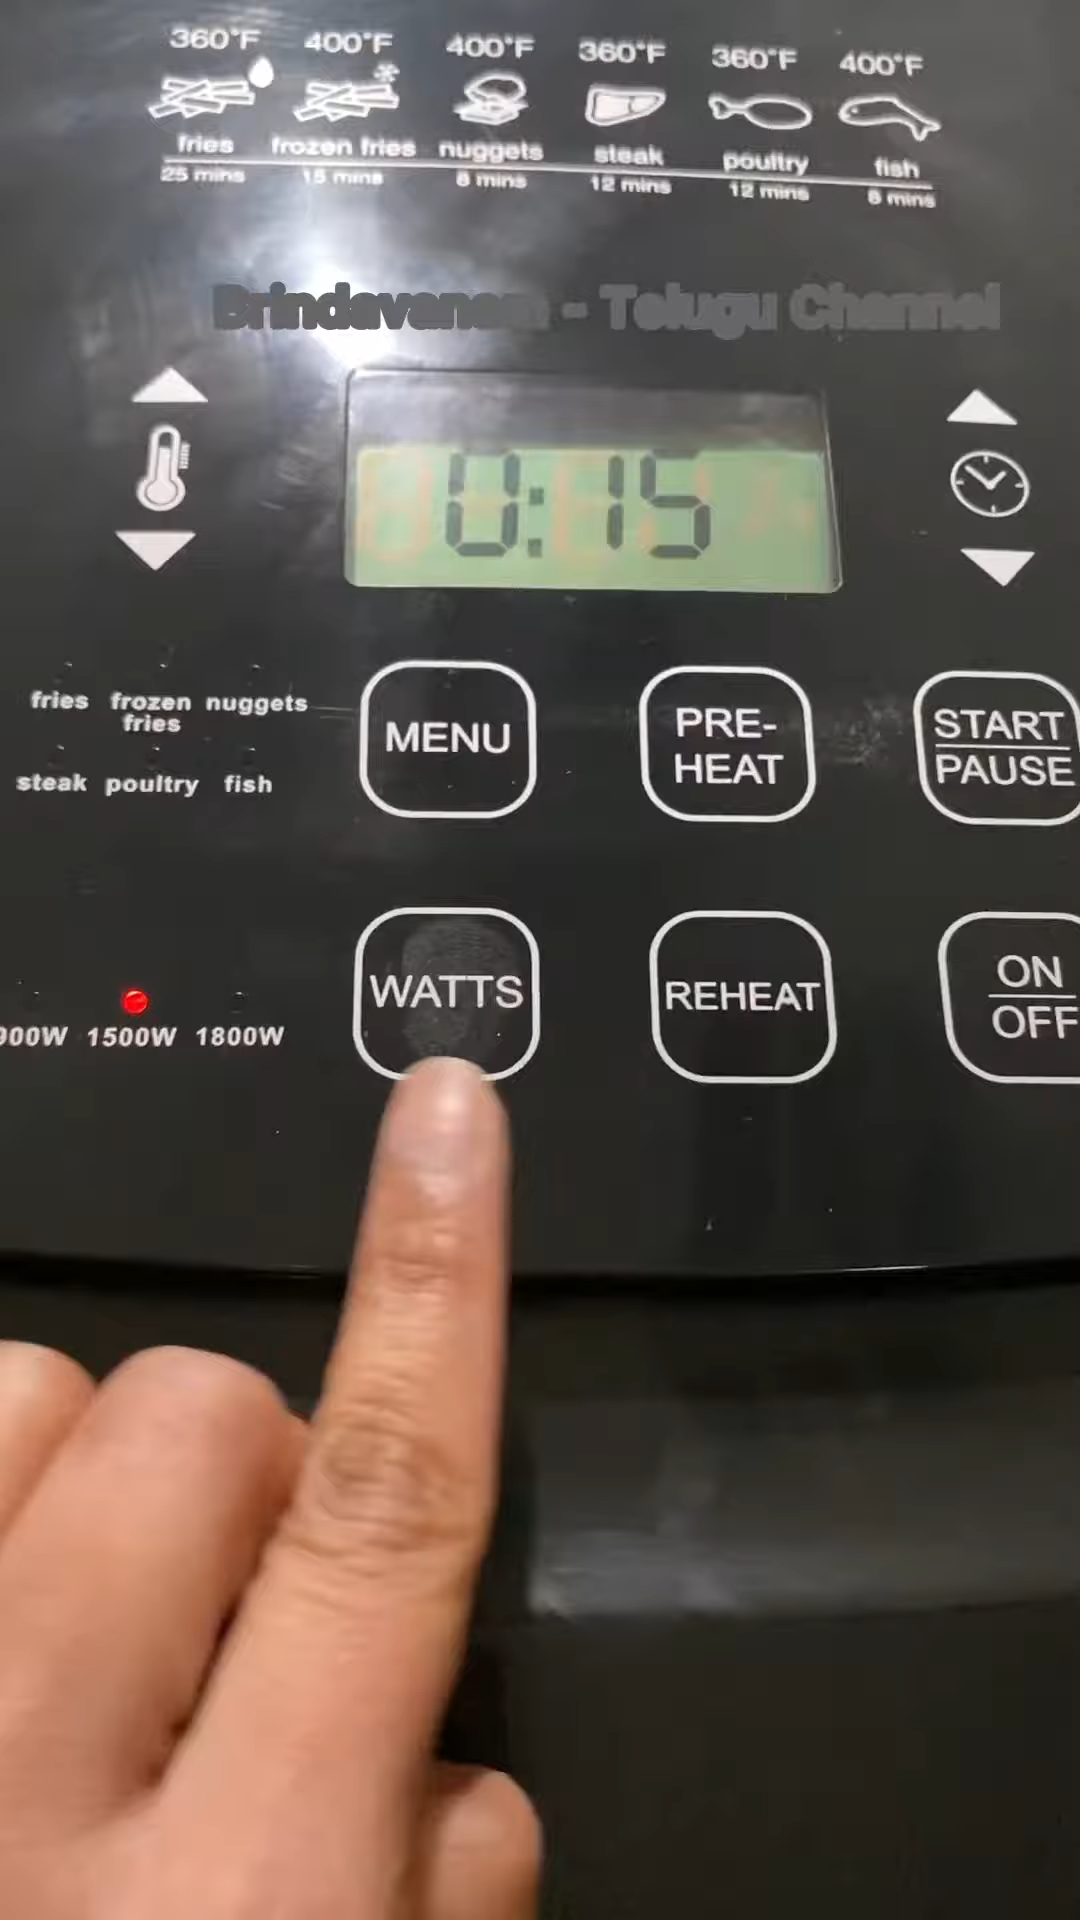 360°F 400°F 400°F 360°F 360°F 400°F
fries frozen fries nuggets steak poultry fish
25 mins 15 mins 8 mins 12 mins 12 mins 8 mins
Brindavanam - Telugu Channel
0:15
fries frozen fries nuggets
steak poultry fish
MENU
PRE-
HEAT
START
PAUSE
900W 1500W 1800W
WATTS
REHEAT
ON
OFF